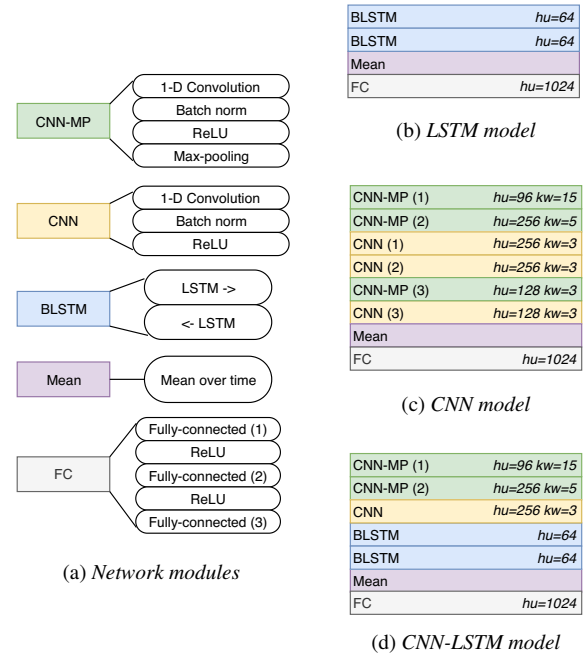 CNN-MP
1-D Convolution
Batch norm
ReLU
Max-pooling
CNN
1-D Convolution
Batch norm
ReLU
BLSTM
LSTM ->
<- LSTM
Mean
Mean over time
FC
Fully-connected (1)
ReLU
Fully-connected (2)
ReLU
Fully-connected (3)
(a) Network modules
BLSTM hu=64
BLSTM hu=64
Mean
FC hu=1024
(b) LSTM model
CNN-MP (1) hu=96 kw=15
CNN-MP (2) hu=256 kw=5
CNN (1) hu=256 kw=3
CNN (2) hu=256 kw=3
CNN-MP (3) hu=128 kw=3
CNN (3) hu=128 kw=3
Mean
FC hu=1024
(c) CNN model
CNN-MP (1) hu=96 kw=15
CNN-MP (2) hu=256 kw=5
CNN hu=256 kw=3
BLSTM hu=64
BLSTM hu=64
Mean
FC hu=1024
(d) CNN-LSTM model